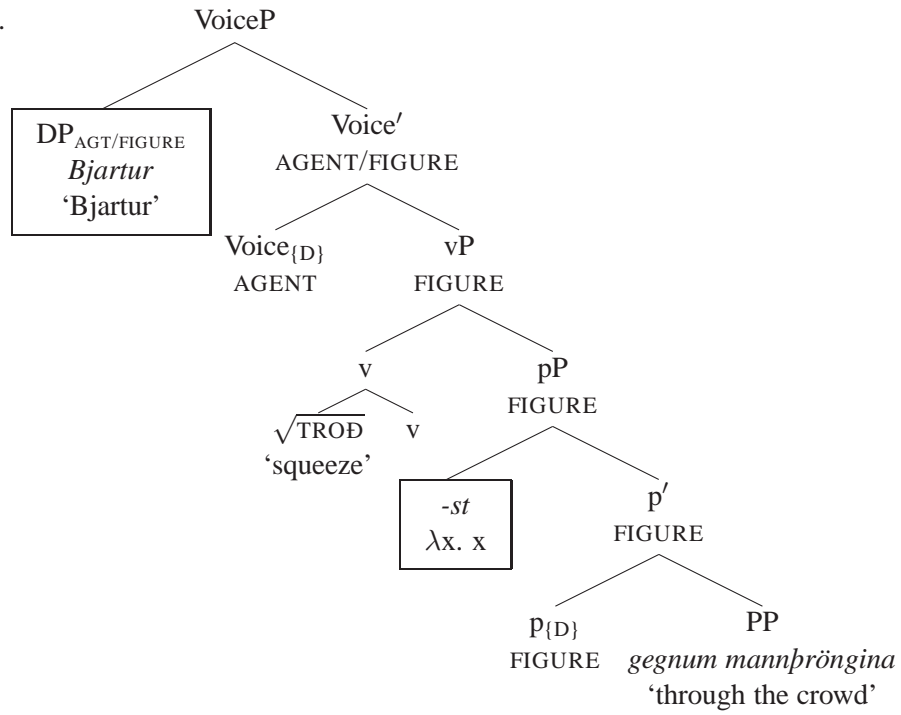 .
VoiceP
DP_AGT/FIGURE
Bjartur
‘Bjartur’
Voice′
AGENT/FIGURE
Voice_{D}
AGENT
vP
FIGURE
v
√TROÐ
‘squeeze’
v
pP
FIGURE
-st
λx. x
p′
FIGURE
p_{D}
FIGURE
PP
gegnum mannþröngina
‘through the crowd’